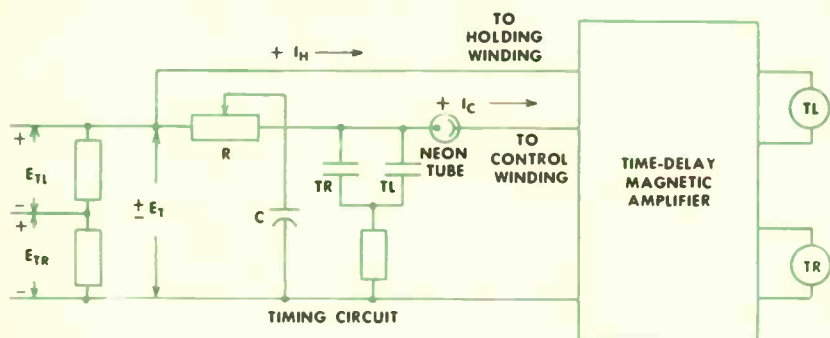 TO
HOLDING
WINDING
+ I_H
+ I_C
TO
CONTROL
WINDING
NEON
TUBE
R
TR
TL
C
+
E_TL
-
+
E_TR
-
± E_T
TIMING CIRCUIT
TIME-DELAY
MAGNETIC
AMPLIFIER
TL
TR